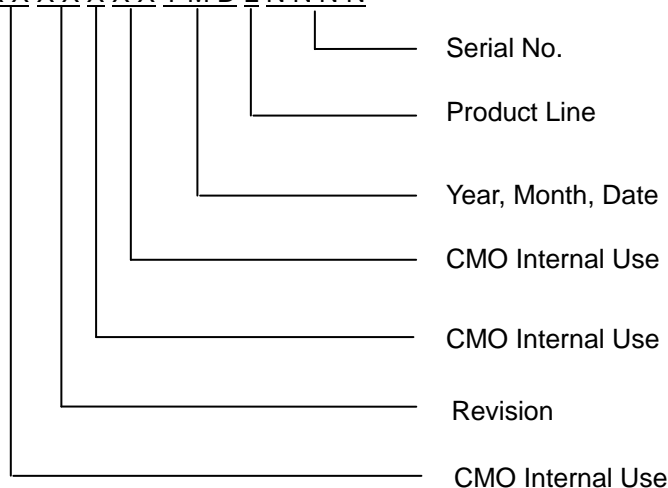 Serial No.
Product Line
Year, Month, Date
CMO Internal Use
CMO Internal Use
Revision
CMO Internal Use